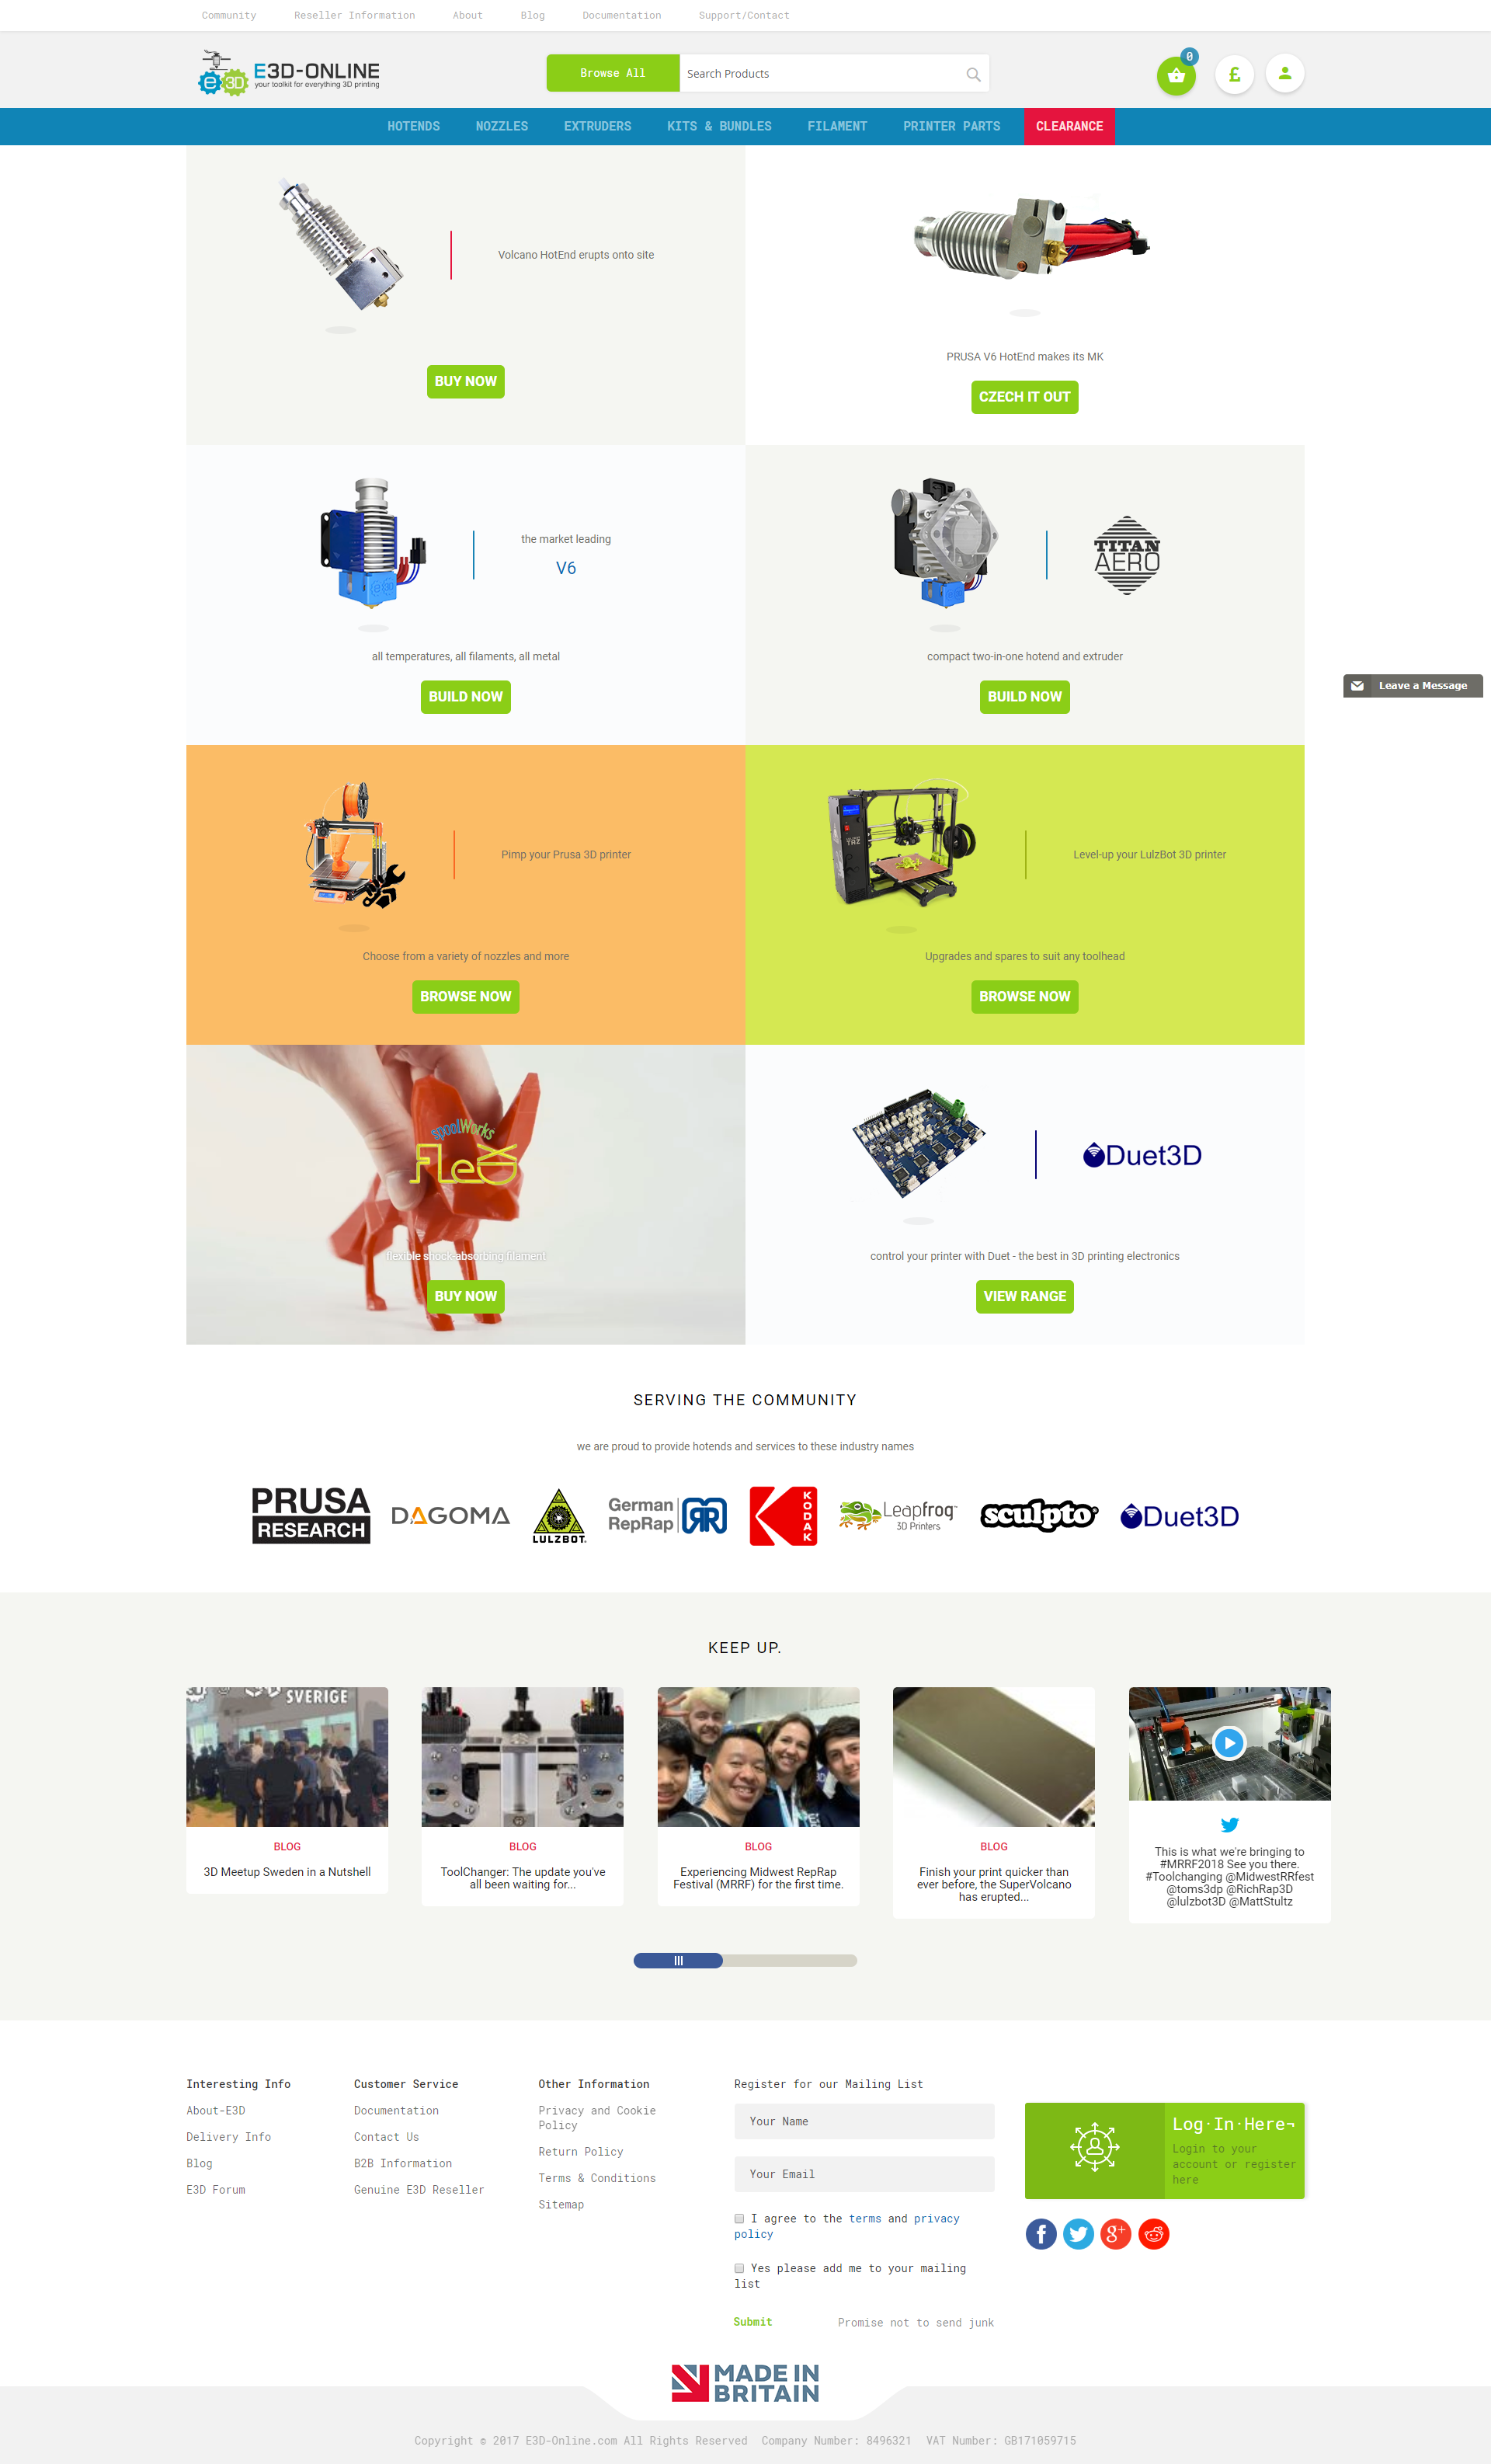 Community Reseller Information About Blog Documentation Support/Contact
E3D-ONLINE
your toolkit for everything 3D printing
Browse All
Search Products
0
£
HOTENDS NOZZLES EXTRUDERS KITS & BUNDLES FILAMENT PRINTER PARTS CLEARANCE
Volcano HotEnd erupts onto site
BUY NOW
PRUSA V6 HotEnd makes its MK
CZECH IT OUT
the market leading
V6
all temperatures, all filaments, all metal
BUILD NOW
TITAN
AERO
compact two-in-one hotend and extruder
BUILD NOW
Leave a Message
Pimp your Prusa 3D printer
Choose from a variety of nozzles and more
BROWSE NOW
Level-up your LulzBot 3D printer
Upgrades and spares to suit any toolhead
BROWSE NOW
spoolWorks
flexible shock-absorbing filament
BUY NOW
Duet3D
control your printer with Duet - the best in 3D printing electronics
VIEW RANGE
SERVING THE COMMUNITY
we are proud to provide hotends and services to these industry names
PRUSA
RESEARCH
DAGOMA
LULZBOT
German
RepRap
KODAK
Leapfrog
3D Printers
sculpto
Duet3D
KEEP UP.
SVERIGE
BLOG
3D Meetup Sweden in a Nutshell
BLOG
ToolChanger: The update you've
all been waiting for...
BLOG
Experiencing Midwest RepRap
Festival (MRRF) for the first time.
BLOG
Finish your print quicker than
ever before, the SuperVolcano
has erupted...
This is what we're bringing to
#MRRF2018 See you there.
#Toolchanging @MidwestRRfest
@toms3dp @RichRap3D
@lulzbot3D @MattStultz
Interesting Info
About-E3D
Delivery Info
Blog
E3D Forum
Customer Service
Documentation
Contact Us
B2B Information
Genuine E3D Reseller
Other Information
Privacy and Cookie
Policy
Return Policy
Terms & Conditions
Sitemap
Register for our Mailing List
Your Name
Your Email
I agree to the terms and privacy
policy
Yes please add me to your mailing
list
Submit
Promise not to send junk
Log·In·Here¬
Login to your
account or register
here
MADE IN
BRITAIN
Copyright © 2017 E3D-Online.com All Rights Reserved Company Number: 8496321 VAT Number: GB171059715